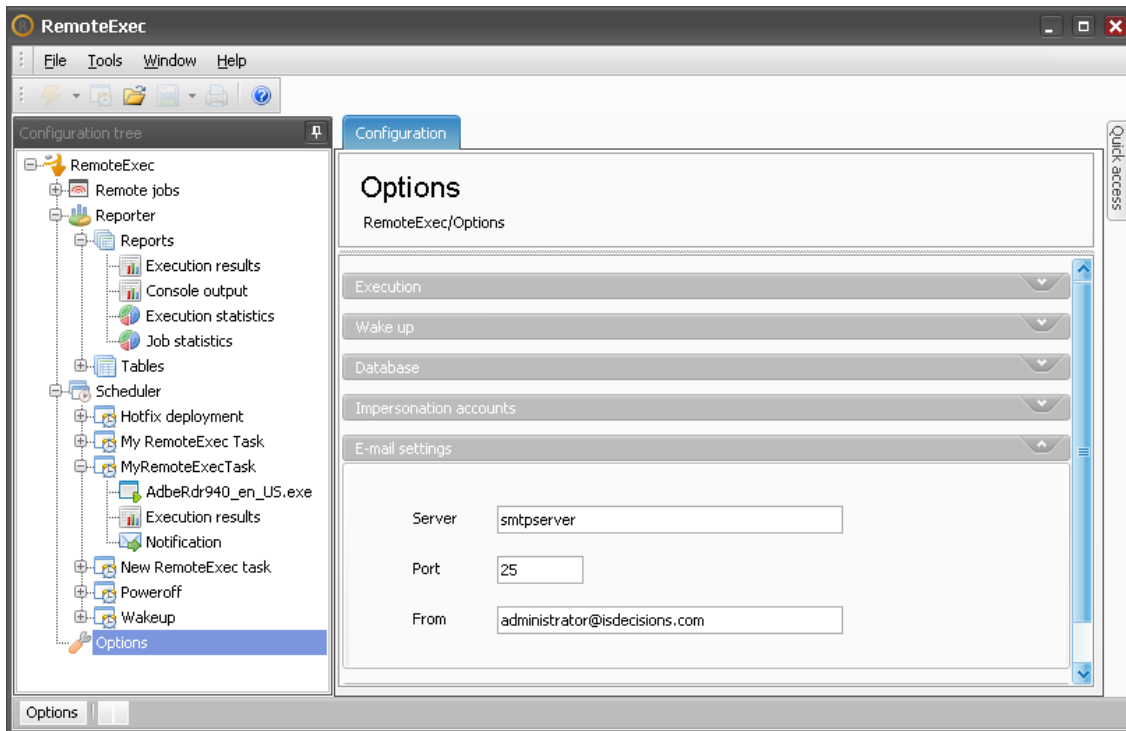 RemoteExec
File Tools Window Help
Configuration tree
RemoteExec
Remote jobs
Reporter
Reports
Execution results
Console output
Execution statistics
Job statistics
Tables
Scheduler
Hotfix deployment
My RemoteExec Task
MyRemoteExecTask
AdbeRdr940_en_US.exe
Execution results
Notification
New RemoteExec task
Poweroff
Wakeup
Options
Configuration
Options
RemoteExec/Options
Execution
Wake up
Database
Impersonation accounts
E-mail settings
Server smtpserver
Port 25
From administrator@isdecisions.com
Quick access
Options